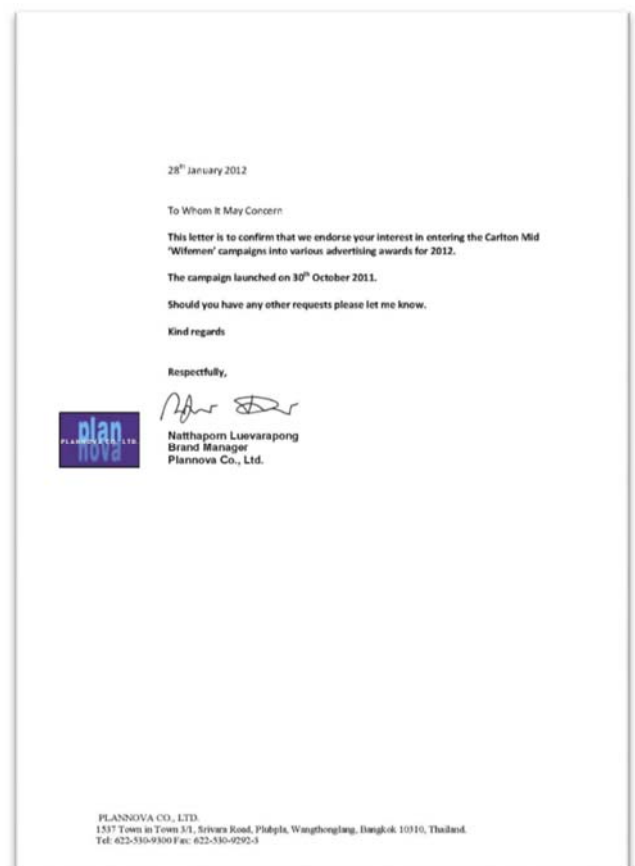 28th January 2012
To Whom It May Concern
This letter is to confirm that we endorse your interest in entering the Carlton Mid
‘Wifemen’ campaigns into various advertising awards for 2012.
The campaign launched on 30th October 2011.
Should you have any other requests please let me know.
Kind regards
Respectfully,
plan
PLANNOVA CO., LTD.
nova
Natthaporn Luevarapong
Brand Manager
Plannova Co., Ltd.
PLANNOVA CO., LTD.
1537 Town in Town 3/1, Srivara Road, Plubpla, Wangthonglang, Bangkok 10310, Thailand.
Tel: 622-530-9300 Fax: 622-530-9292-3